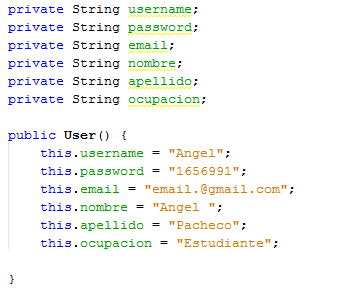 private String username;
private String password;
private String email;
private String nombre;
private String apellido;
private String ocupacion;
public User() {
this.username = "Angel";
this.password = "1656991";
this.email = "email.@gmail.com";
this.nombre = "Angel ";
this.apellido = "Pacheco";
this.ocupacion = "Estudiante";
}